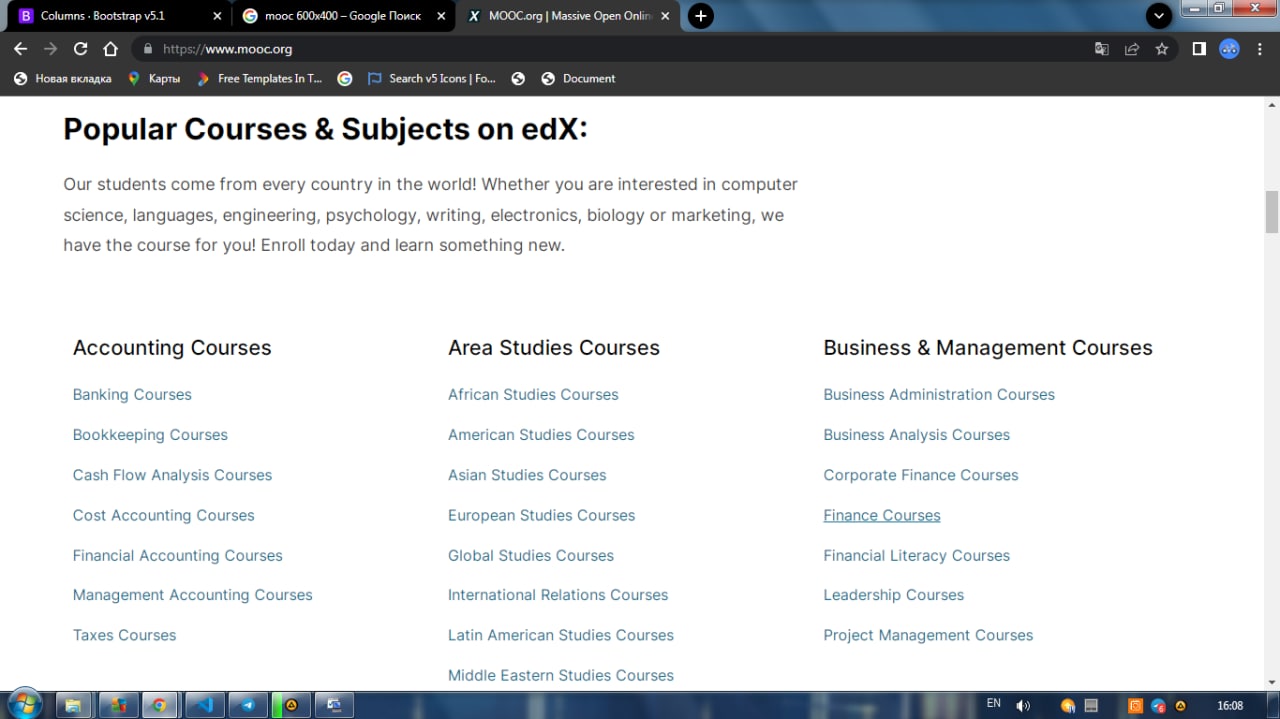 Columns · Bootstrap v5.1
mooc 600x400 – Google Поиск
MOOC.org | Massive Open Onlin
https://www.mooc.org
Новая вкладка
Карты
Free Templates In T...
Search v5 Icons | Fo...
Document
Popular Courses & Subjects on edX:
Our students come from every country in the world! Whether you are interested in computer
science, languages, engineering, psychology, writing, electronics, biology or marketing, we
have the course for you! Enroll today and learn something new.
Accounting Courses
Banking Courses
Bookkeeping Courses
Cash Flow Analysis Courses
Cost Accounting Courses
Financial Accounting Courses
Management Accounting Courses
Taxes Courses
Area Studies Courses
African Studies Courses
American Studies Courses
Asian Studies Courses
European Studies Courses
Global Studies Courses
International Relations Courses
Latin American Studies Courses
Middle Eastern Studies Courses
Business & Management Courses
Business Administration Courses
Business Analysis Courses
Corporate Finance Courses
Finance Courses
Financial Literacy Courses
Leadership Courses
Project Management Courses
EN
16:08